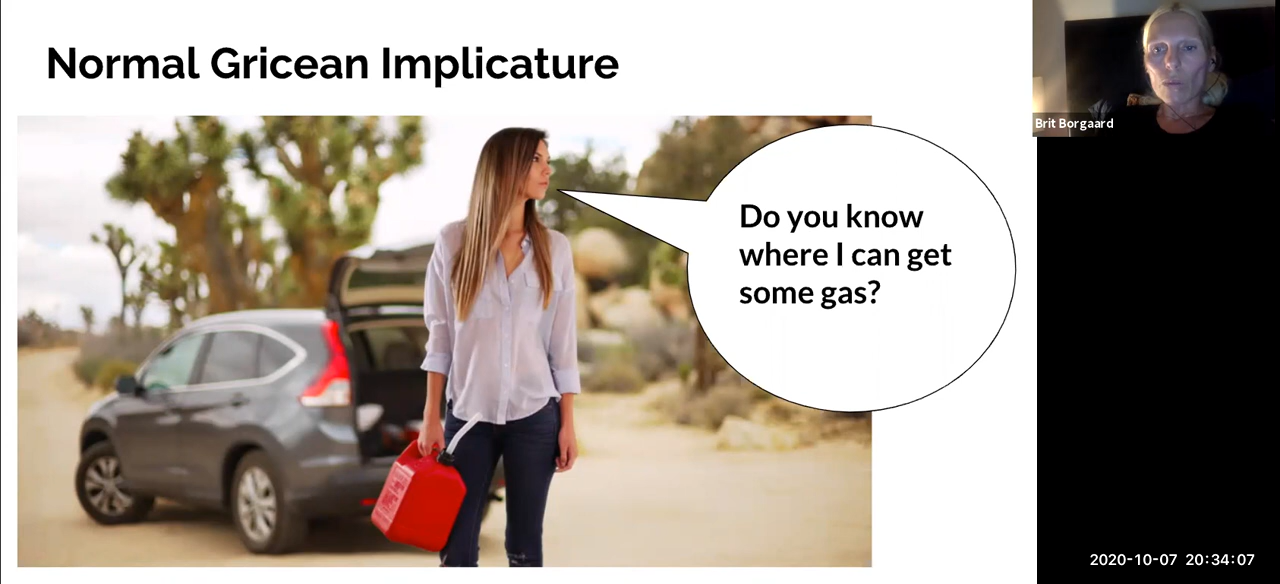 Normal Gricean Implicature
Brit Borgaard
Do you know
where I can get
some gas?
2020-10-07 20:34:07